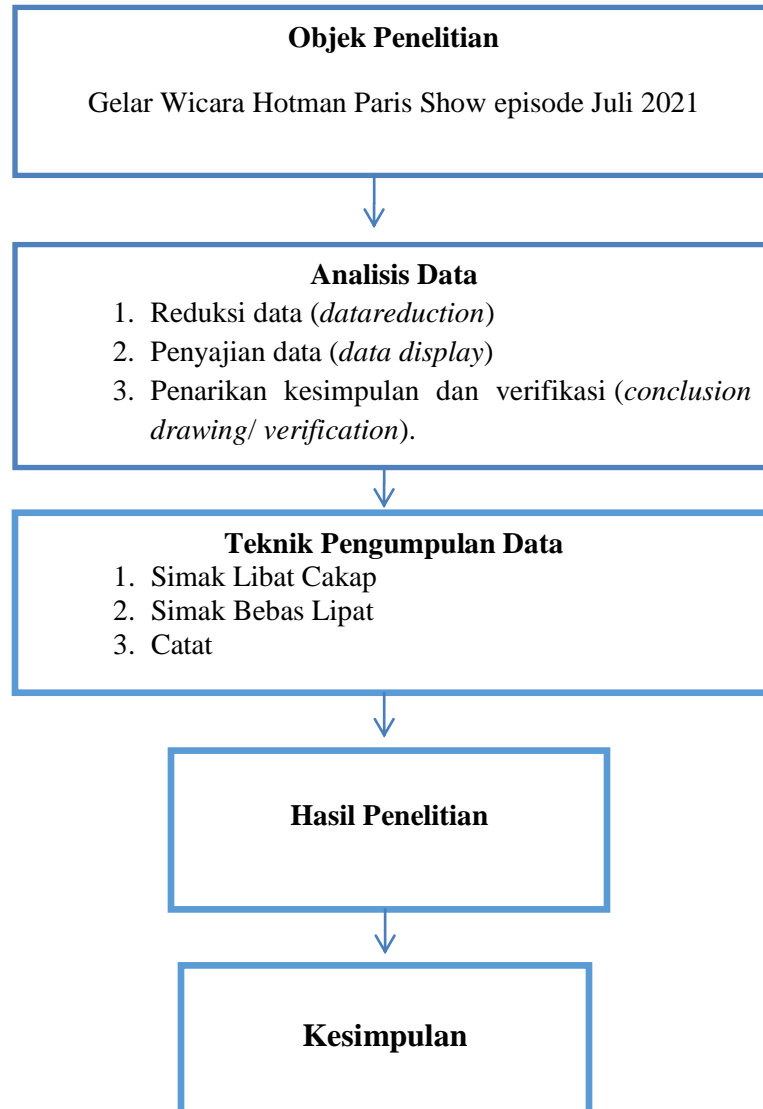 Objek Penelitian
Gelar Wicara Hotman Paris Show episode Juli 2021
Analisis Data
1. Reduksi data (datareduction)
2. Penyajian data (data display)
3. Penarikan kesimpulan dan verifikasi (conclusion
drawing/ verification).
Teknik Pengumpulan Data
1. Simak Libat Cakap
2. Simak Bebas Lipat
3. Catat
Hasil Penelitian
Kesimpulan